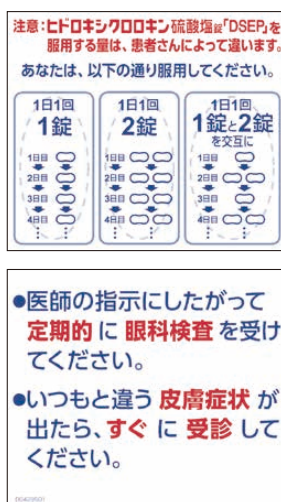 注意:ヒドロキシクロロキン硫酸塩錠「DSEP」を
服用する量は、患者さんによって違います。
あなたは、以下の通り服用してください。
1日1回
1錠
1日目
2日目
3日目
4日目
1日1回
2錠
1日目
2日目
3日目
4日目
1日1回
1錠と2錠
を交互に
1日目
2日目
3日目
4日目
●医師の指示にしたがって
定期的 に 眼科検査 を受け
てください。
●いつもと違う 皮膚症状 が
出たら、すぐ に 受診 して
ください。